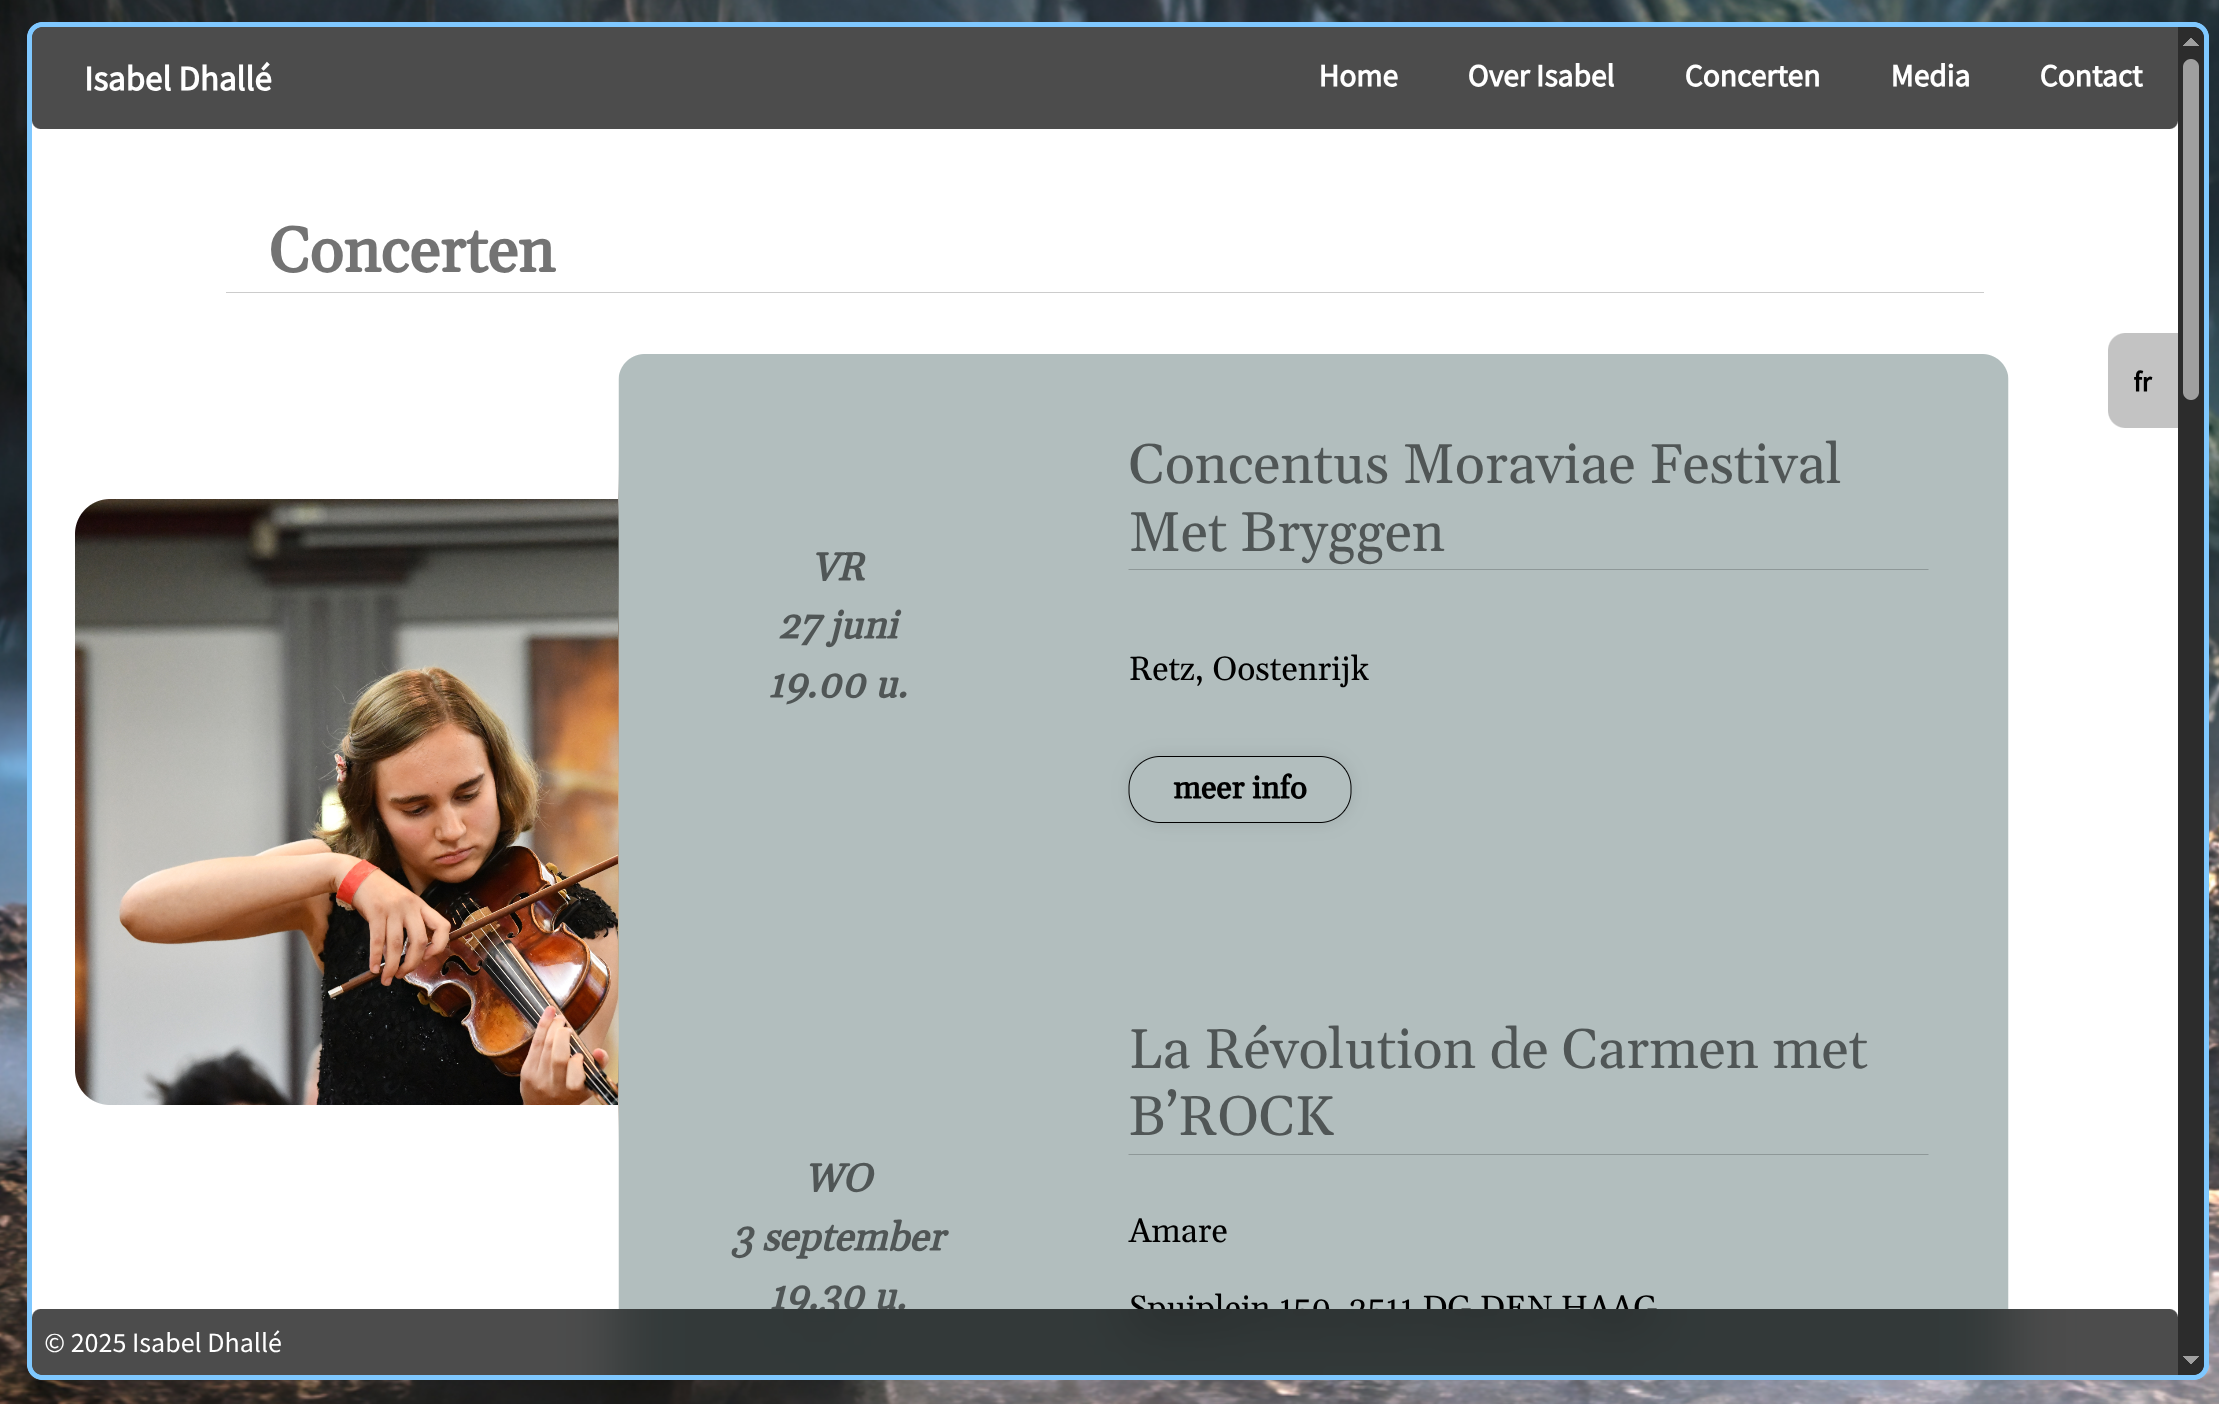 Isabel Dhallé
Home Over Isabel Concerten Media Contact
Concerten
fr
Concentus Moraviae Festival
Met Bryggen
VR
27 juni
19.00 u.
Retz, Oostenrijk
meer info
La Révolution de Carmen met
B’ROCK
WO
3 september
19.30 u.
Amare
Spuiplein 150, 2511 DG DEN HAAG
© 2025 Isabel Dhallé